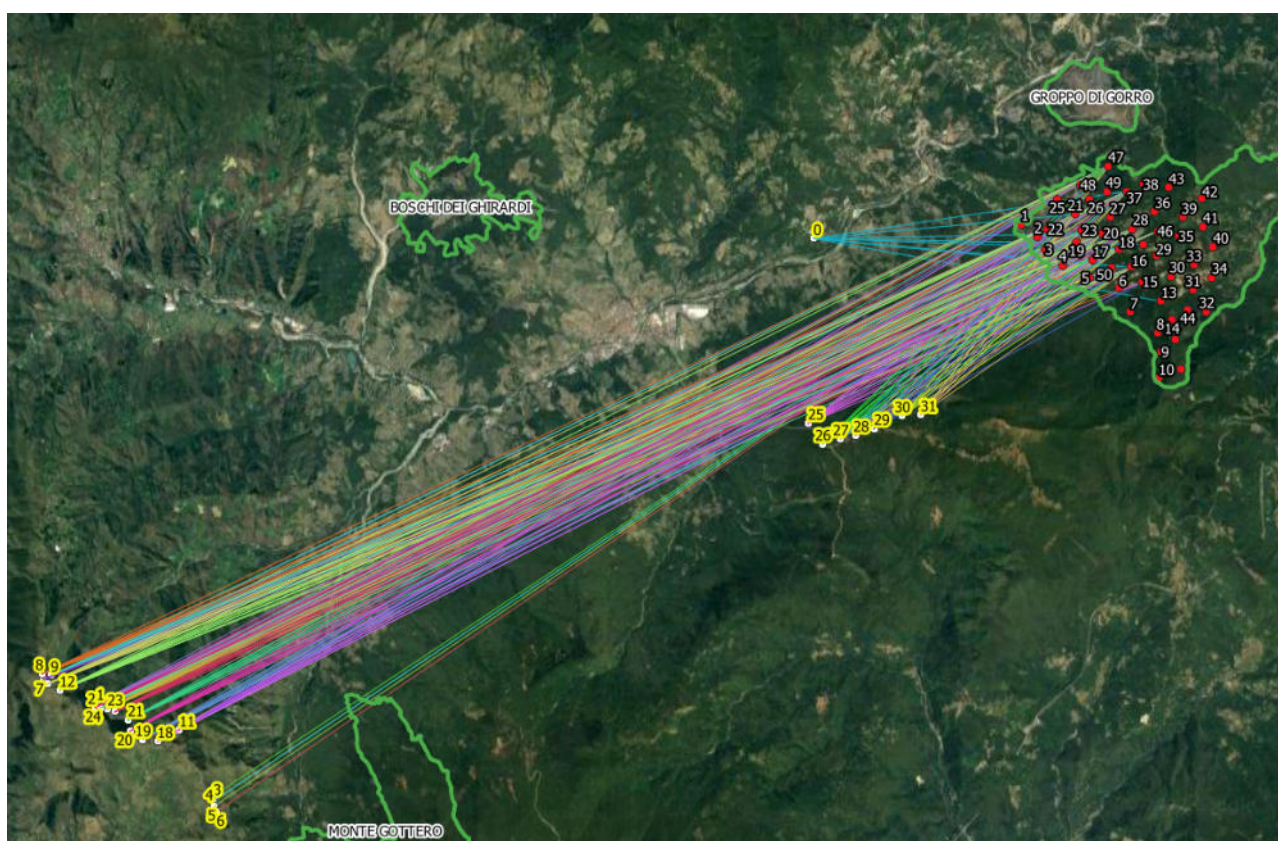 GROPPO DI GORRO
BOSCHI DEI GHIRARDI
47
48 49 38 43
37 42
25 21 26 27 36 39
1
2 22 23 20 28 46 35 41
0
3 19 18 40
4 17 29 33
5 50 16 30 34
6 15 31
7 13 44 32
8 14
9
10
25 30 31
26 27 28 29
8 9
7 12
21 23
24 21
20 19 18 11
4 3
5 6
MONTE GOTTERO